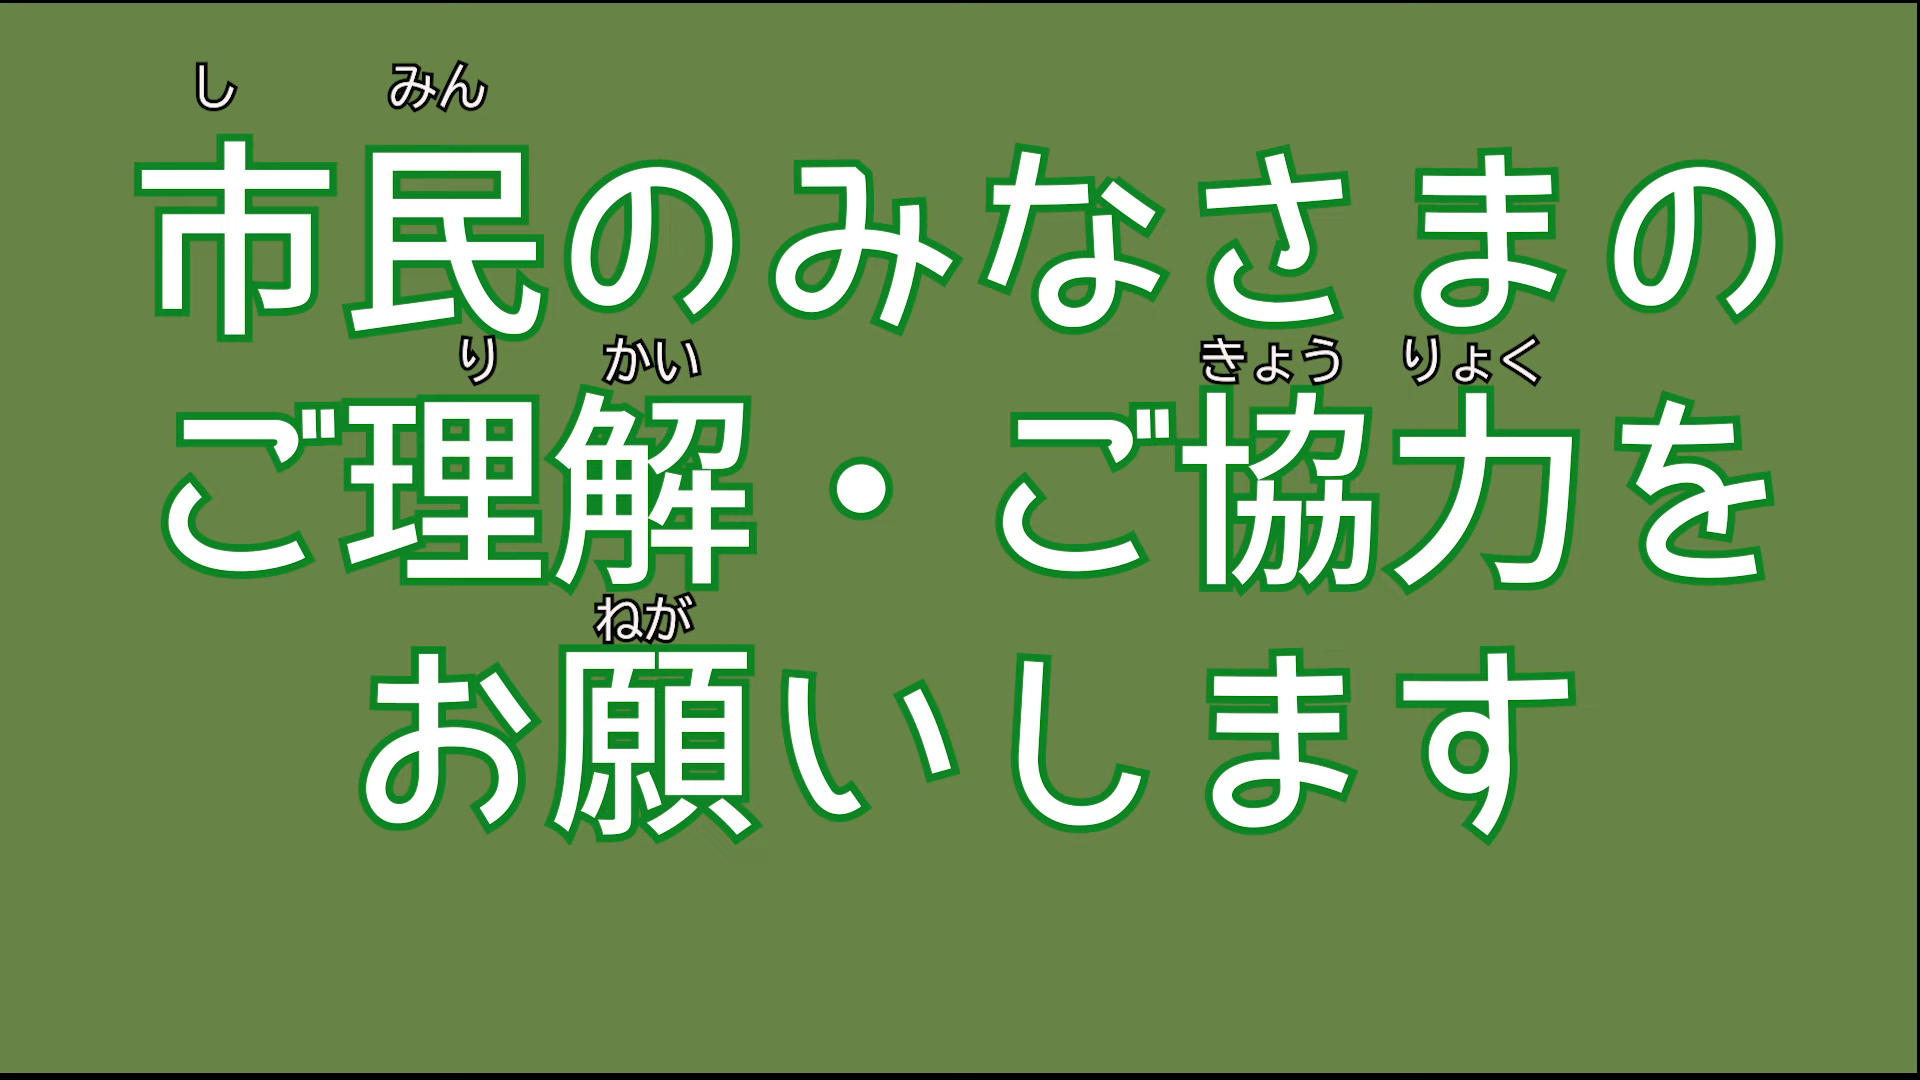 し みん
市民のみなさまの
り かい きょう りょく
ご理解・ご協力を
ねが
お願いします